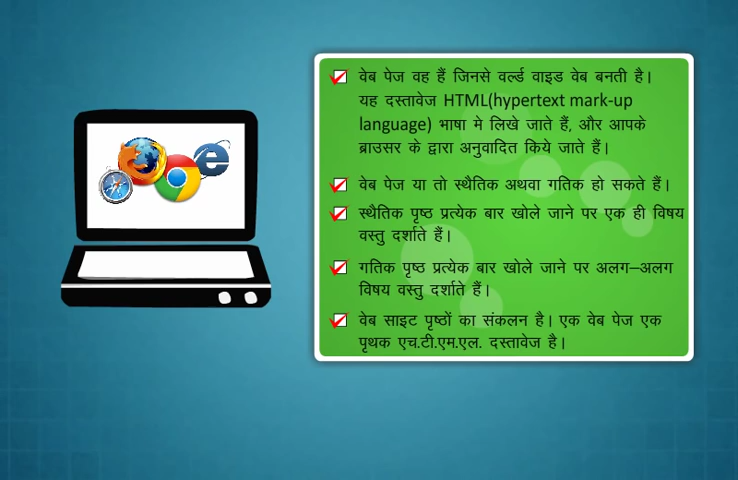 वेब पेज वह हैं जिनसे वर्ल्ड वाइड वेब बनती है।
यह दस्तावेज HTML(hypertext mark-up
language) भाषा मे लिखे जाते हैं, और आपके
ब्राउसर के द्वारा अनुवादित किये जाते हैं।
वेब पेज या तो स्थैतिक अथवा गतिक हो सकते हैं।
स्थैतिक पृष्ठ प्रत्येक बार खोले जाने पर एक ही विषय
वस्तु दर्शाते हैं।
गतिक पृष्ठ प्रत्येक बार खोले जाने पर अलग–अलग
विषय वस्तु दर्शाते हैं।
वेब साइट पृष्ठों का संकलन है। एक वेब पेज एक
पृथक एच.टी.एम.एल. दस्तावेज है।